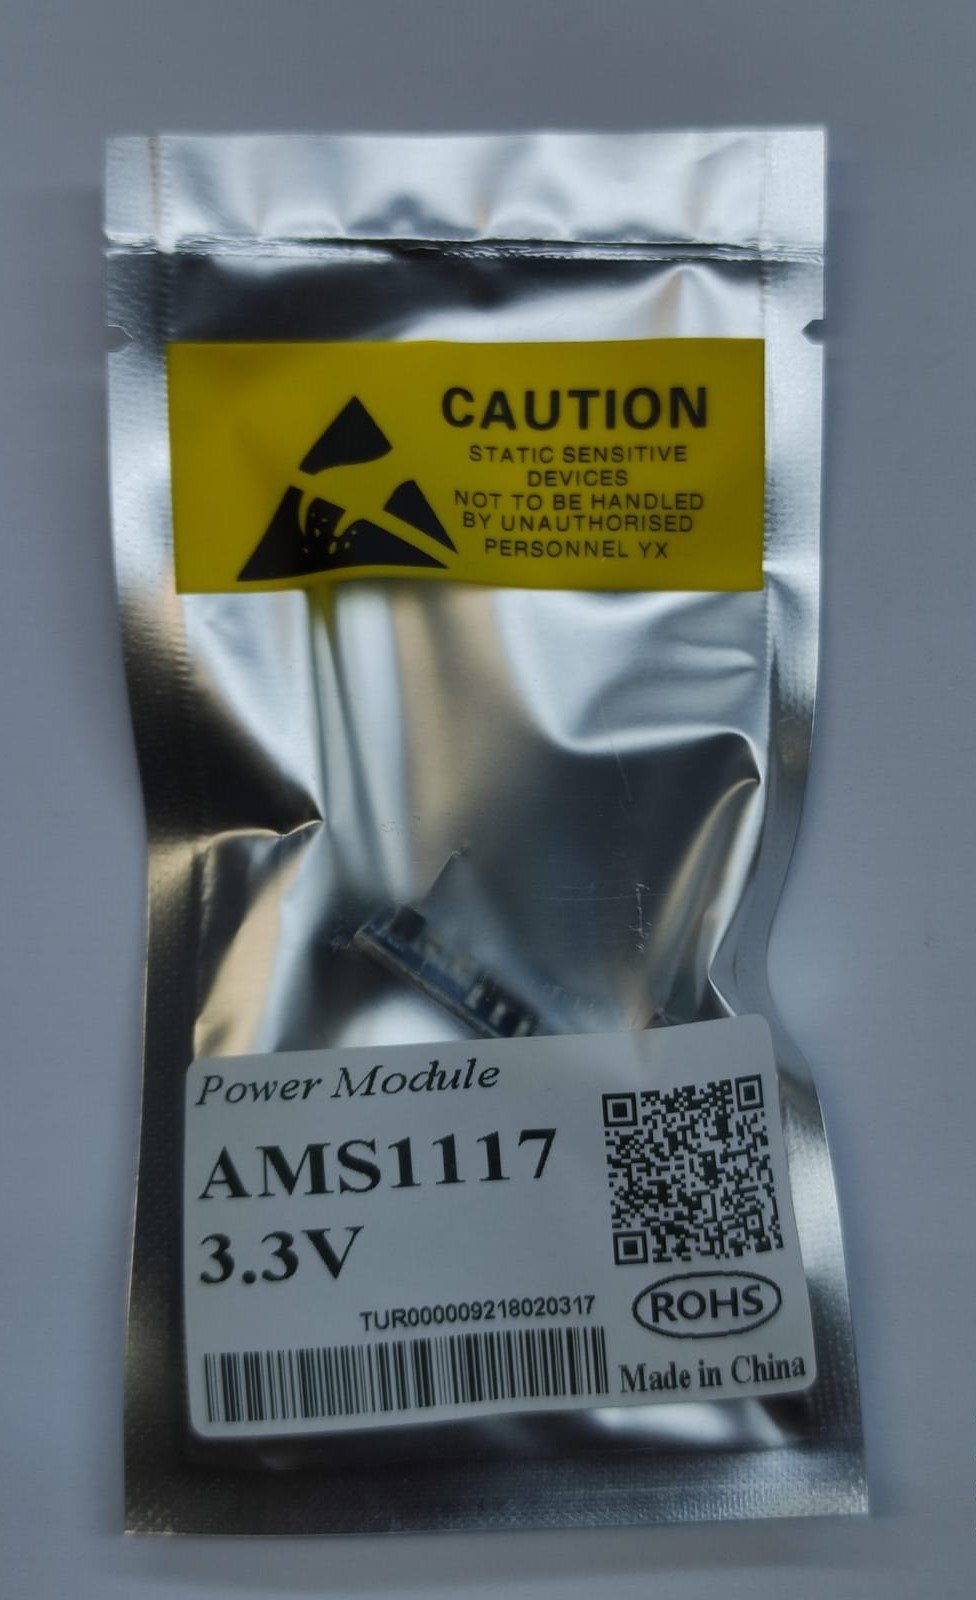 CAUTION
STATIC SENSITIVE
DEVICES
NOT TO BE HANDLED
BY UNAUTHORISED
PERSONNEL YX
Power Module
AMS1117
3.3V
TUR000009218020317
ROHS
Made in China